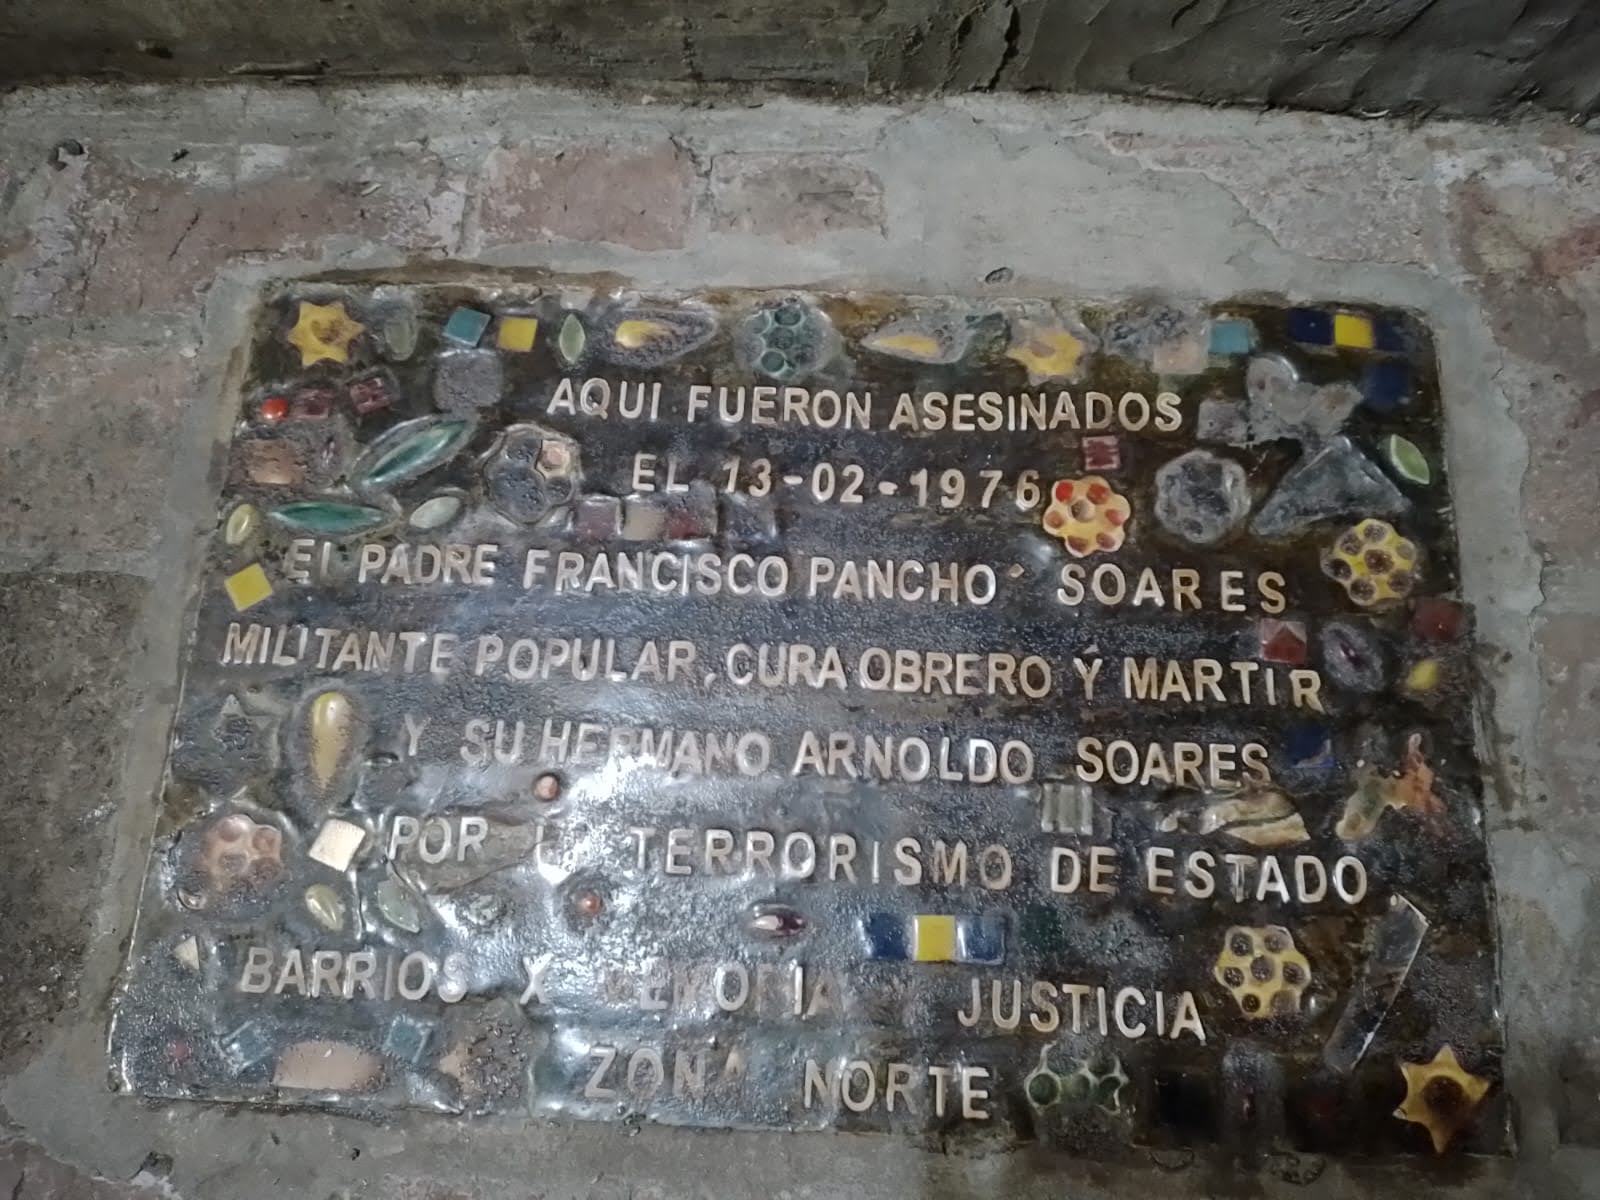 AQUI FUERON ASESINADOS
EL 13-02-1976
El PADRE FRANCISCO PANCHO´ SOARES
MILITANTE POPULAR, CURA OBRERO Y MARTIR
Y SU HERMANO ARNOLDO SOARES
POR TERRORISMO DE ESTADO
BARRIOS X MEMORIA Y JUSTICIA
ZONA NORTE